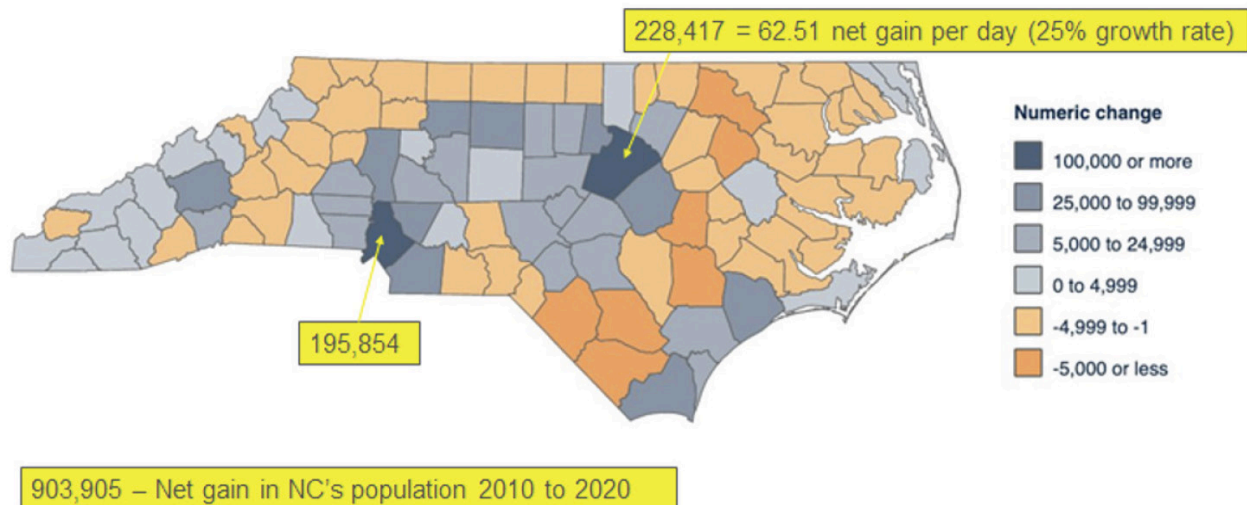 228,417 = 62.51 net gain per day (25% growth rate)
Numeric change
100,000 or more
25,000 to 99,999
5,000 to 24,999
0 to 4,999
-4,999 to -1
-5,000 or less
195,854
903,905 – Net gain in NC's population 2010 to 2020